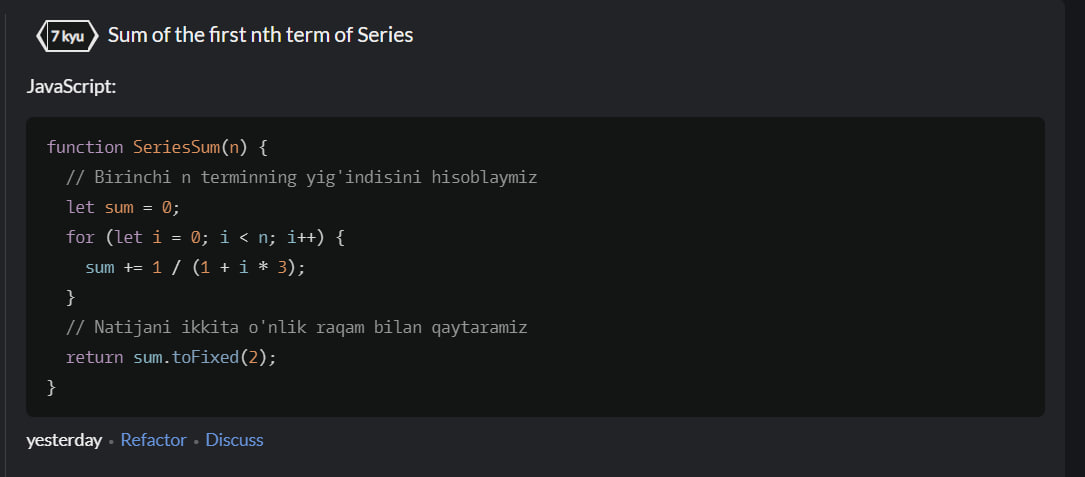 7 kyu Sum of the first nth term of Series
JavaScript:
function SeriesSum(n) {
  // Birinchi n terminning yig'indisini hisoblaymiz
  let sum = 0;
  for (let i = 0; i < n; i++) {
    sum += 1 / (1 + i * 3);
  }
  // Natijani ikkita o'nlik raqam bilan qaytaramiz
  return sum.toFixed(2);
}
yesterday • Refactor • Discuss